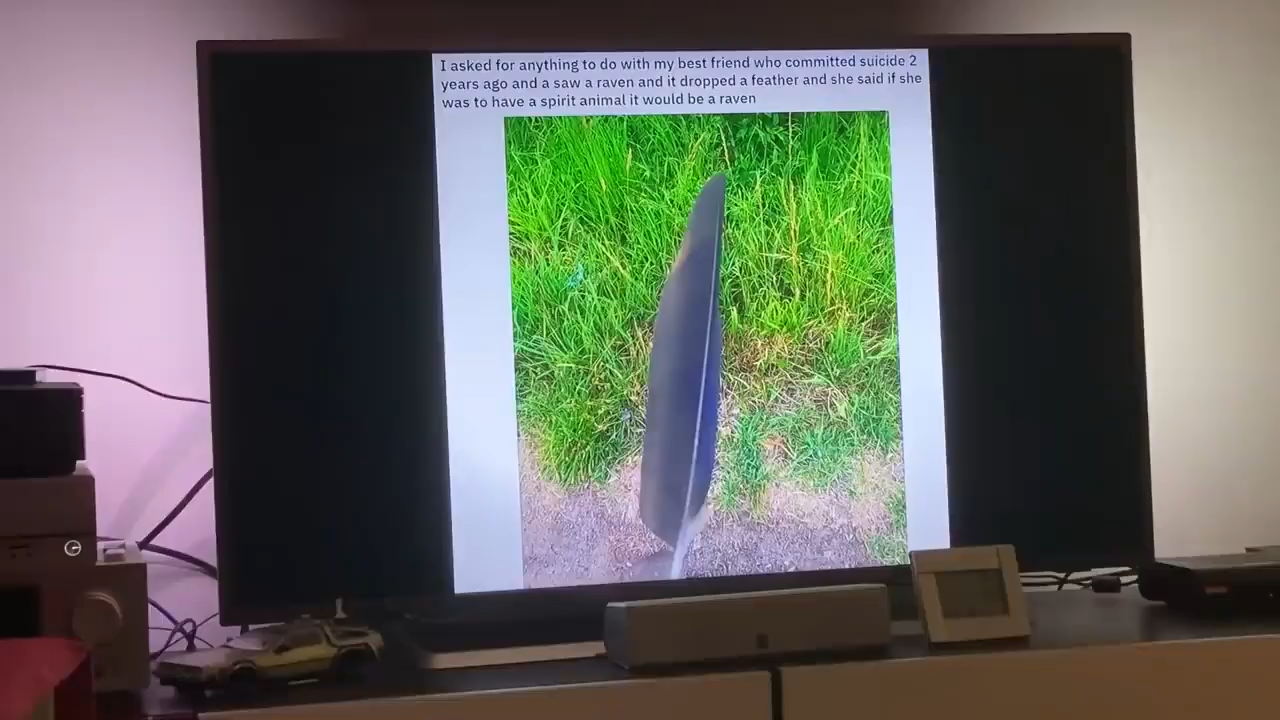 I asked for anything to do with my best friend who committed suicide 2
years ago and a saw a raven and it dropped a feather and she said if she
was to have a spirit animal it would be a raven